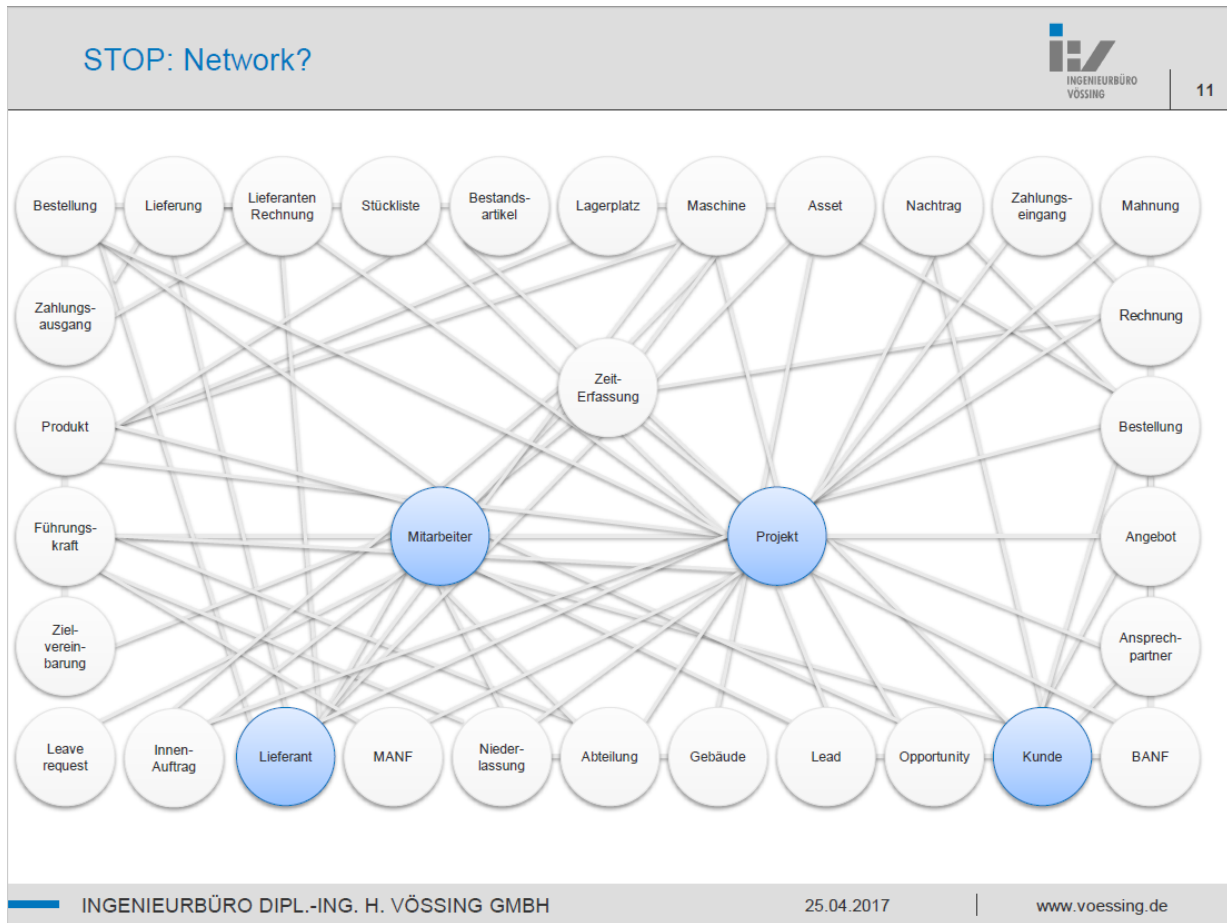 STOP: Network?
INGENIEURBÜRO
VÖSSING
11
Bestellung
Lieferung
Lieferanten
Rechnung
Stückliste
Bestands-
artikel
Lagerplatz
Maschine
Asset
Nachtrag
Zahlungs-
eingang
Mahnung
Zahlungs-
ausgang
Rechnung
Zeit-
Erfassung
Produkt
Bestellung
Führungs-
kraft
Mitarbeiter
Projekt
Angebot
Ziel-
verein-
barung
Ansprech-
partner
Leave
request
Innen-
Auftrag
Lieferant
MANF
Nieder-
lassung
Abteilung
Gebäude
Lead
Opportunity
Kunde
BANF
INGENIEURBÜRO DIPL.-ING. H. VÖSSING GMBH
25.04.2017
www.voessing.de